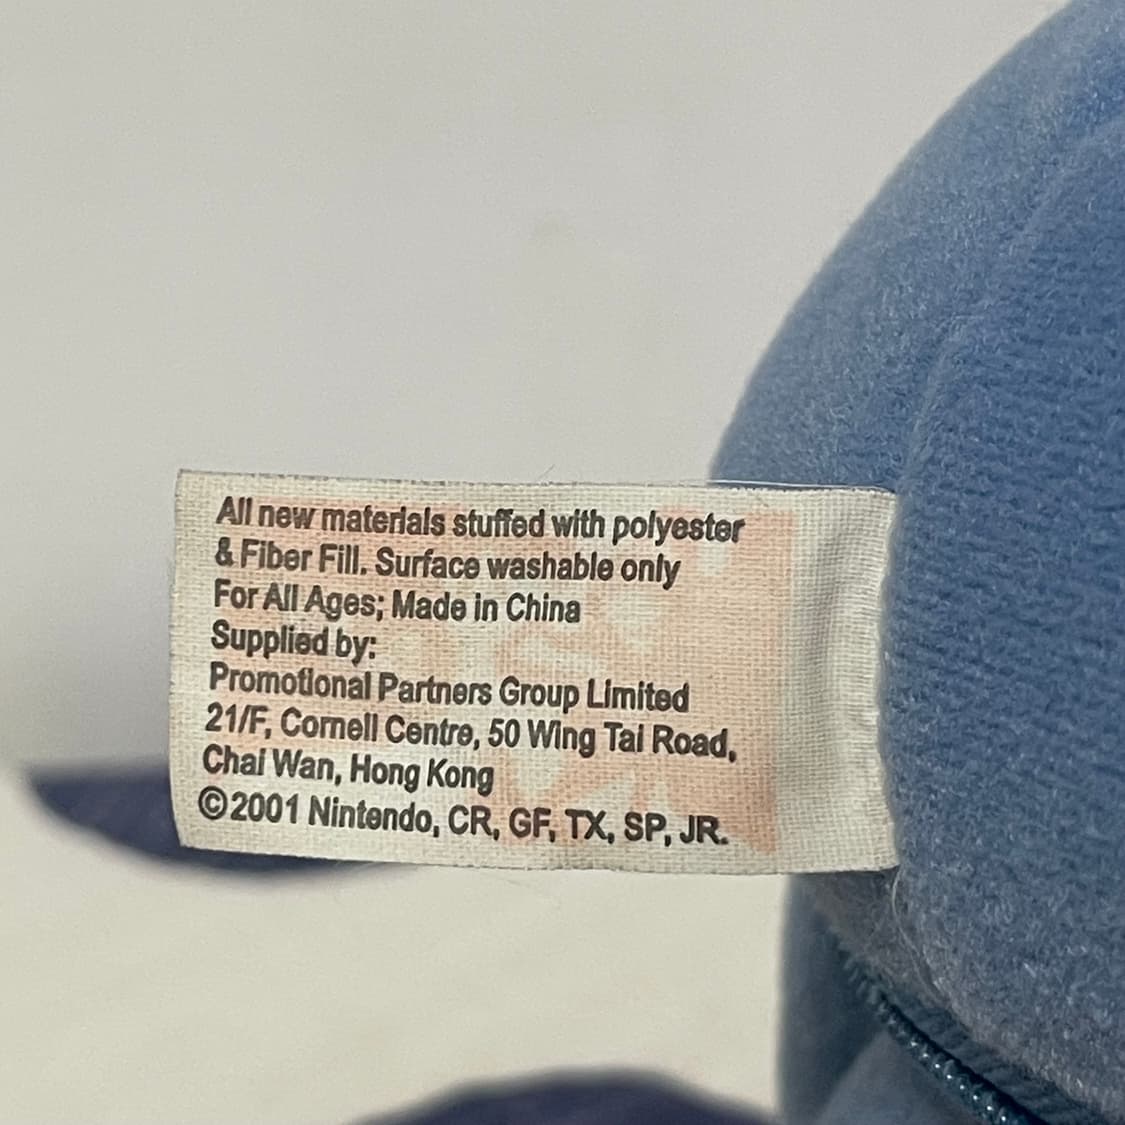 All new materials stuffed with polyester
& Fiber Fill. Surface washable only
For All Ages; Made in China
Supplied by:
Promotional Partners Group Limited
21/F, Cornell Centre, 50 Wing Tai Road,
Chai Wan, Hong Kong
©2001 Nintendo, CR, GF, TX, SP, JR.